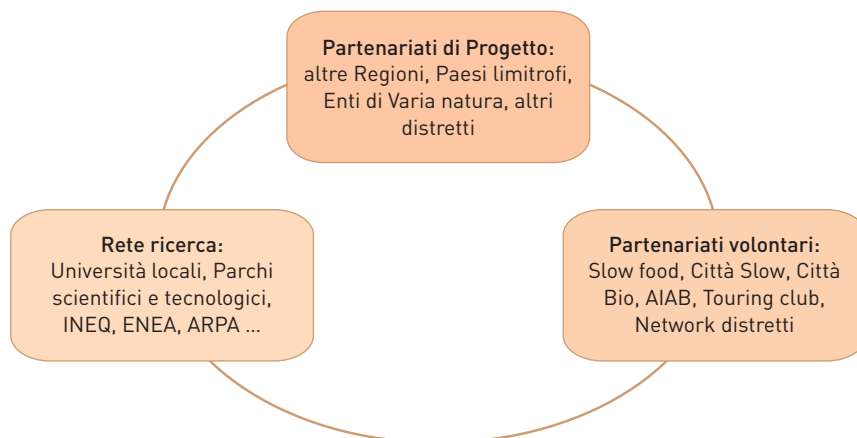 Partenariati di Progetto:
altre Regioni, Paesi limitrofi,
Enti di Varia natura, altri
distretti
Rete ricerca:
Università locali, Parchi
scientifici e tecnologici,
INEQ, ENEA, ARPA ...
Partenariati volontari:
Slow food, Città Slow, Città
Bio, AIAB, Touring club,
Network distretti